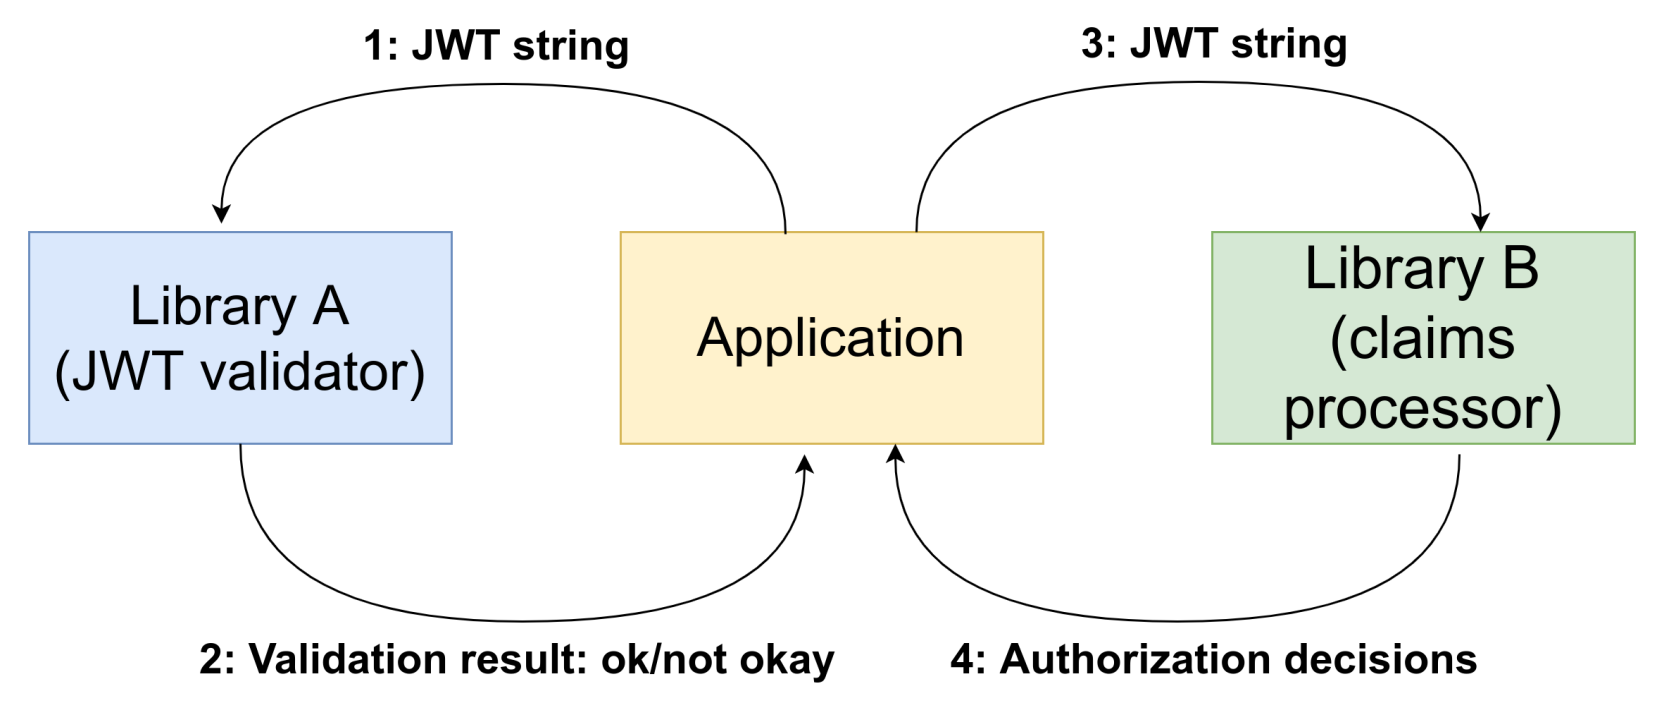 1: JWT string
3: JWT string
Library A
(JWT validator)
Application
Library B
(claims
processor)
2: Validation result: ok/not okay
4: Authorization decisions